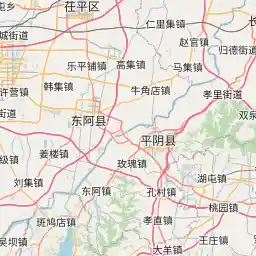 茌平区
仁里集镇
长
赵官镇
城街道
归德街道
乐平铺镇
高集镇
马集镇
韩集镇
牛角店镇
孝里街道
许营镇
双泉
东阿县
平阴县
姜楼镇
玫瑰镇
级镇
刘集镇
东阿镇
孔村镇
湖屯镇
桃园镇
斑鸠店镇
孝直镇
吴坝镇
大羊镇
王庄镇